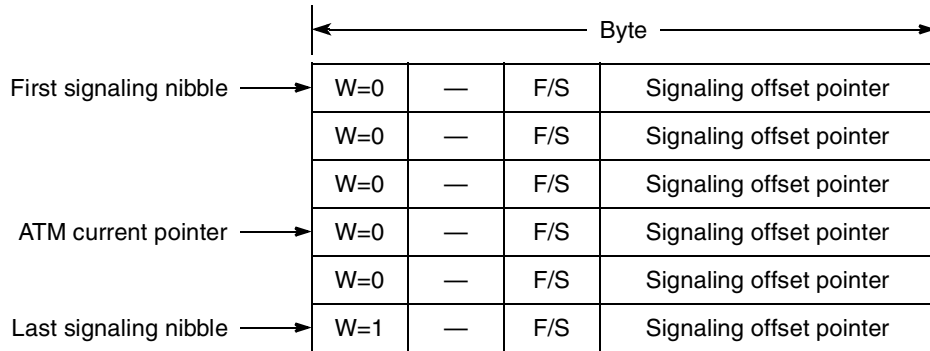 Byte
First signaling nibble W=0 — F/S Signaling offset pointer
W=0 — F/S Signaling offset pointer
W=0 — F/S Signaling offset pointer
ATM current pointer W=0 — F/S Signaling offset pointer
W=0 — F/S Signaling offset pointer
Last signaling nibble W=1 — F/S Signaling offset pointer